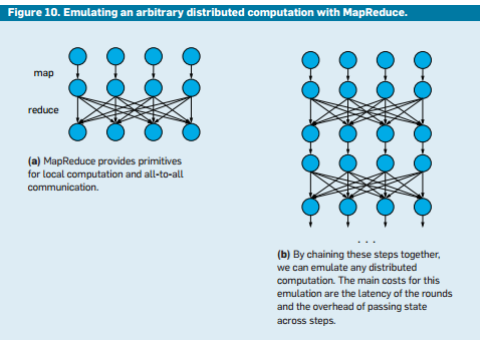 Figure 10. Emulating an arbitrary distributed computation with MapReduce.
map
reduce
(a) MapReduce provides primitives
for local computation and all-to-all
communication.
. . .
(b) By chaining these steps together,
we can emulate any distributed
computation. The main costs for this
emulation are the latency of the rounds
and the overhead of passing state
across steps.